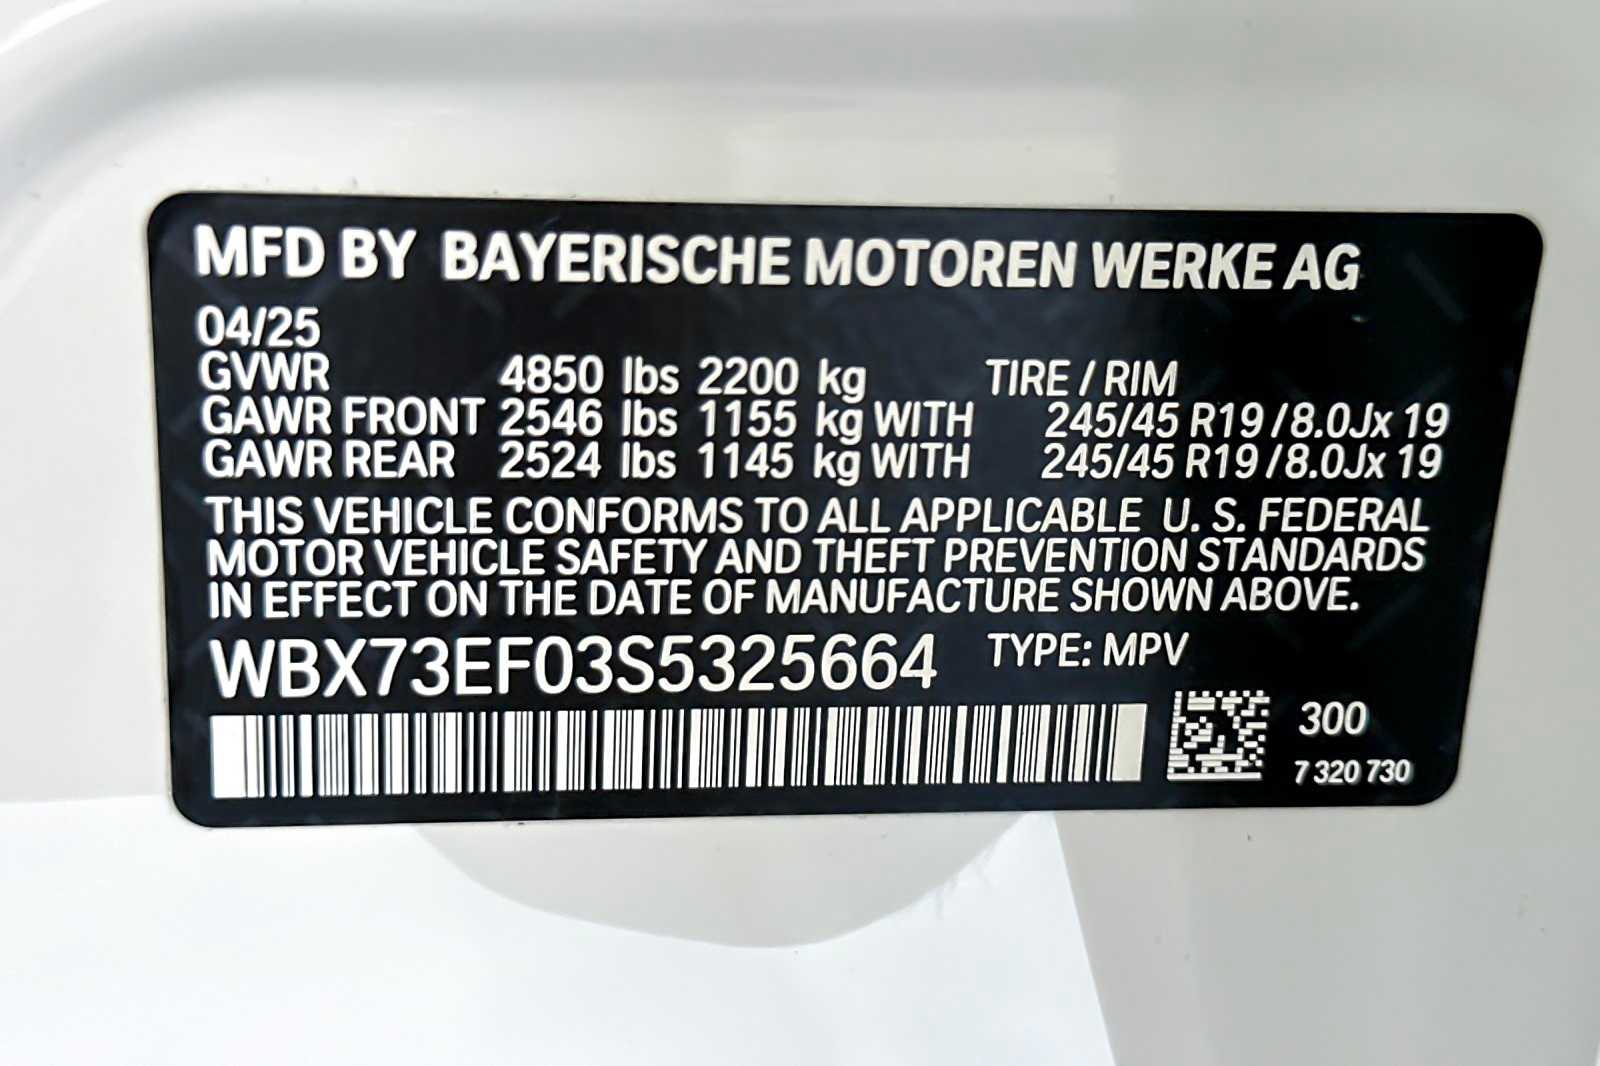 MFD BY BAYERISCHE MOTOREN WERKE AG
04/25
GVWR 4850 lbs 2200 kg TIRE / RIM
GAWR FRONT 2546 lbs 1155 kg WITH 245/45 R19 / 8.0Jx 19
GAWR REAR 2524 lbs 1145 kg WITH 245/45 R19 / 8.0Jx 19
THIS VEHICLE CONFORMS TO ALL APPLICABLE U. S. FEDERAL
MOTOR VEHICLE SAFETY AND THEFT PREVENTION STANDARDS
IN EFFECT ON THE DATE OF MANUFACTURE SHOWN ABOVE.
WBX73EF03S5325664 TYPE: MPV
300
7 320 730